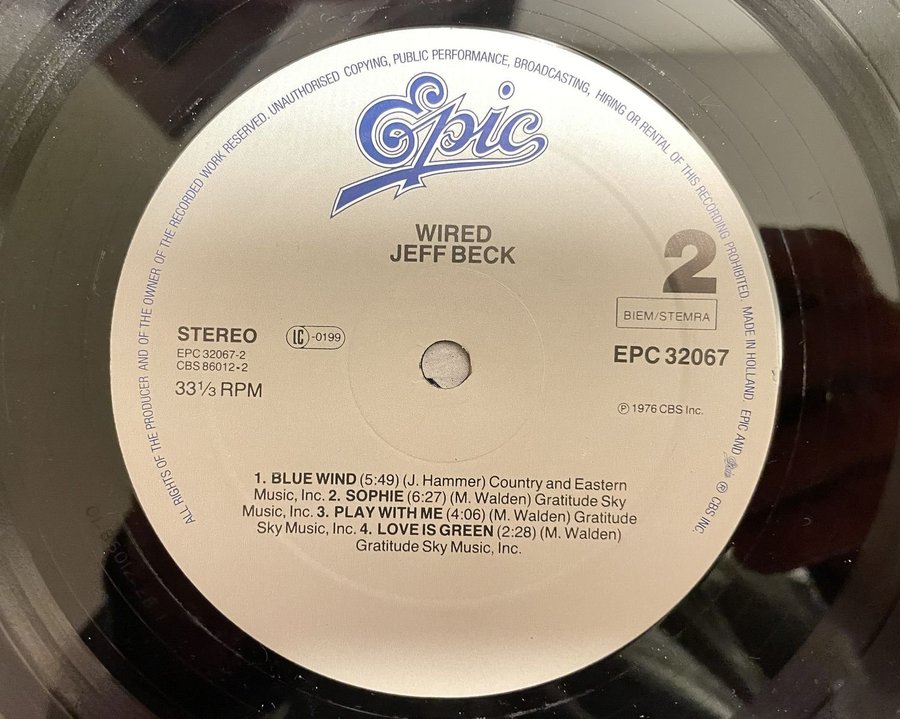 ALL RIGHTS OF THE PRODUCER AND OF THE OWNER OF THE RECORDED WORK RESERVED. UNAUTHORISED COPYING, PUBLIC PERFORMANCE, BROADCASTING, HIRING OR RENTAL OF THIS RECORDING PROHIBITED. MADE IN HOLLAND. EPIC AND Epic ® CBS INC.
Epic
WIRED
JEFF BECK
2
BIEM/STEMRA
STEREO
LC-0199
EPC 32067-2
CBS 86012-2
33⅓ RPM
EPC 32067
℗ 1976 CBS Inc.
1. BLUE WIND (5:49) (J. Hammer) Country and Eastern
Music, Inc. 2. SOPHIE (6:27) (M. Walden) Gratitude Sky
Music, Inc. 3. PLAY WITH ME (4:06) (M. Walden) Gratitude
Sky Music, Inc. 4. LOVE IS GREEN (2:28) (M. Walden)
Gratitude Sky Music, Inc.